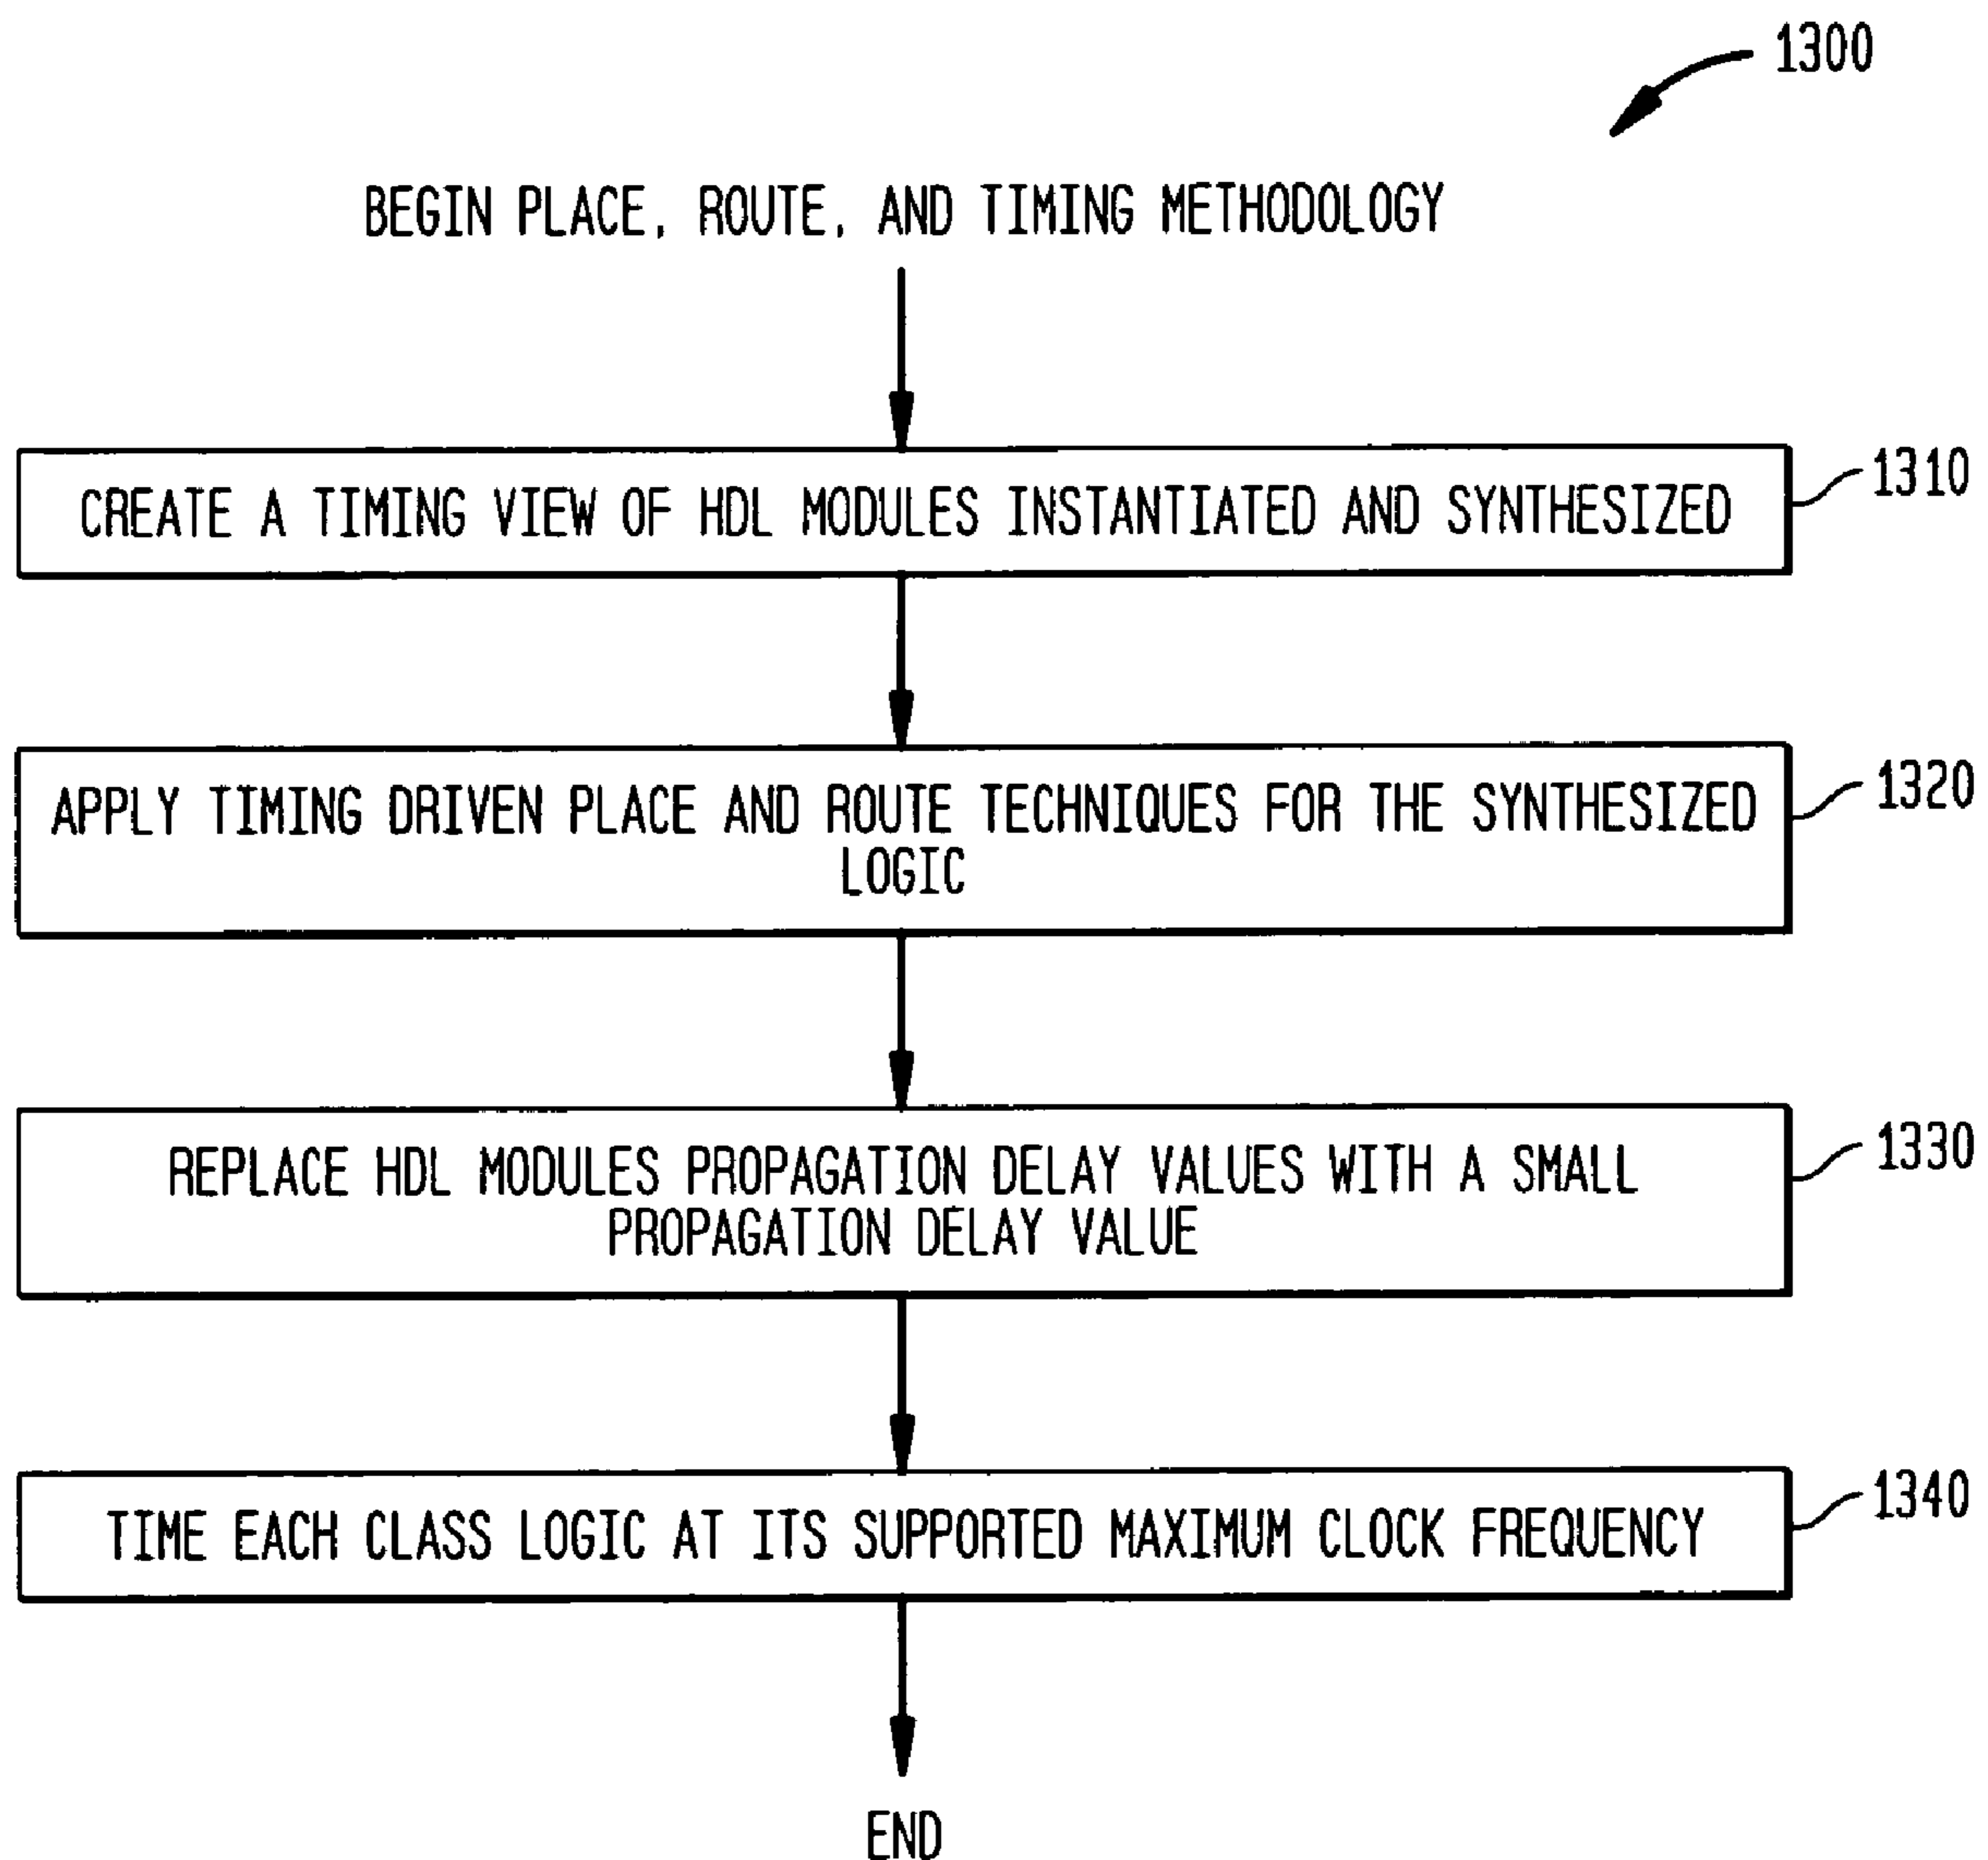 1300
BEGIN PLACE, ROUTE, AND TIMING METHODOLOGY
CREATE A TIMING VIEW OF HDL MODULES INSTANTIATED AND SYNTHESIZED
1310
APPLY TIMING DRIVEN PLACE AND ROUTE TECHNIQUES FOR THE SYNTHESIZED
LOGIC
1320
REPLACE HDL MODULES PROPAGATION DELAY VALUES WITH A SMALL
PROPAGATION DELAY VALUE
1330
TIME EACH CLASS LOGIC AT ITS SUPPORTED MAXIMUM CLOCK FREQUENCY
1340
END